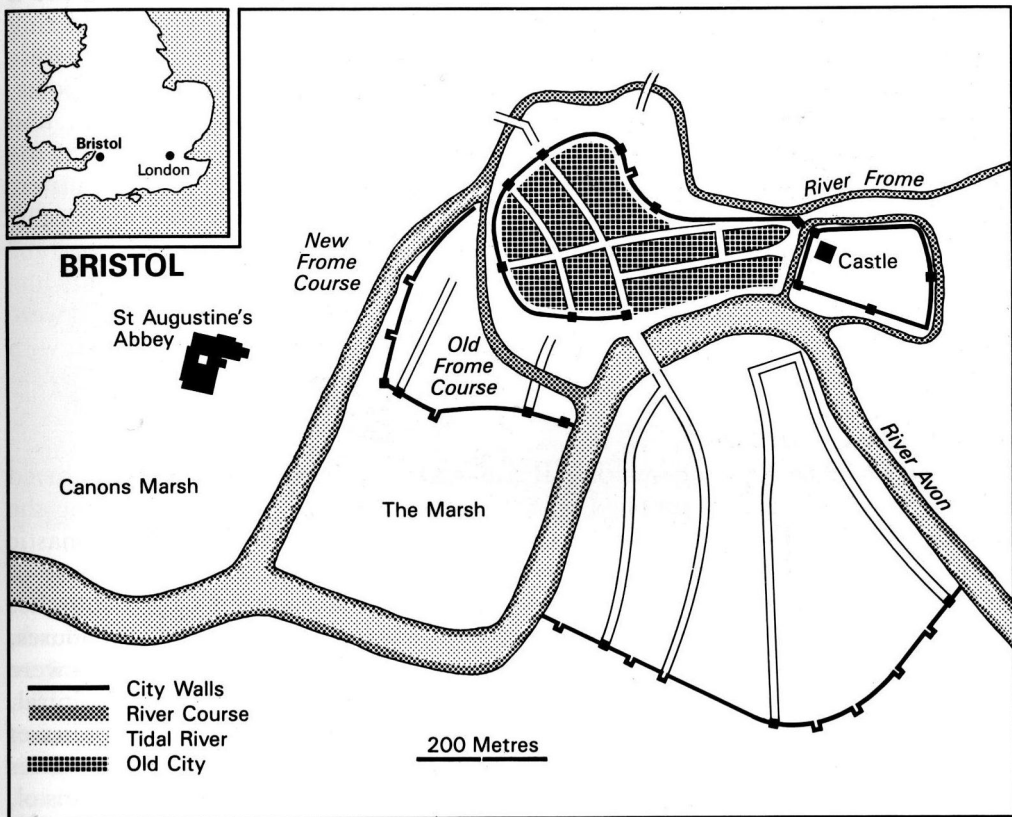 Bristol
London
BRISTOL
St Augustine's
Abbey
New
Frome
Course
River Frome
Castle
Old
Frome
Course
River Avon
Canons Marsh
The Marsh
City Walls
River Course
Tidal River
Old City
200 Metres